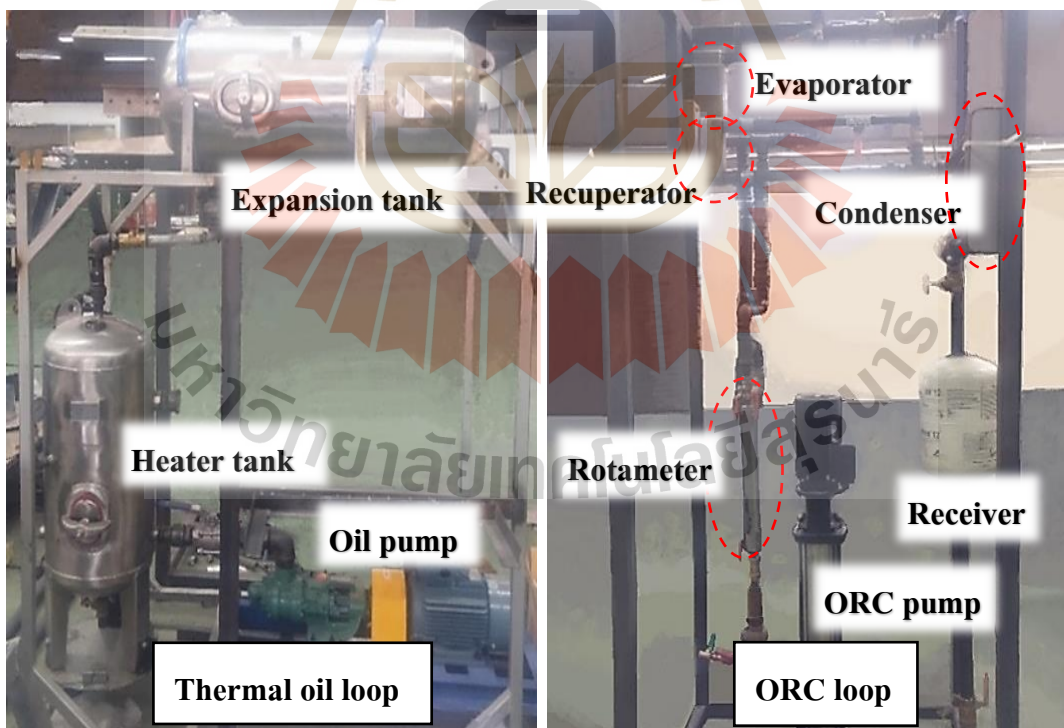 Expansion tank
Heater tank
Oil pump
Thermal oil loop
Evaporator
Recuperator
Condenser
Rotameter
Receiver
ORC pump
ORC loop
มหาวิทยาลัยเทคโนโลยีสุรนารี